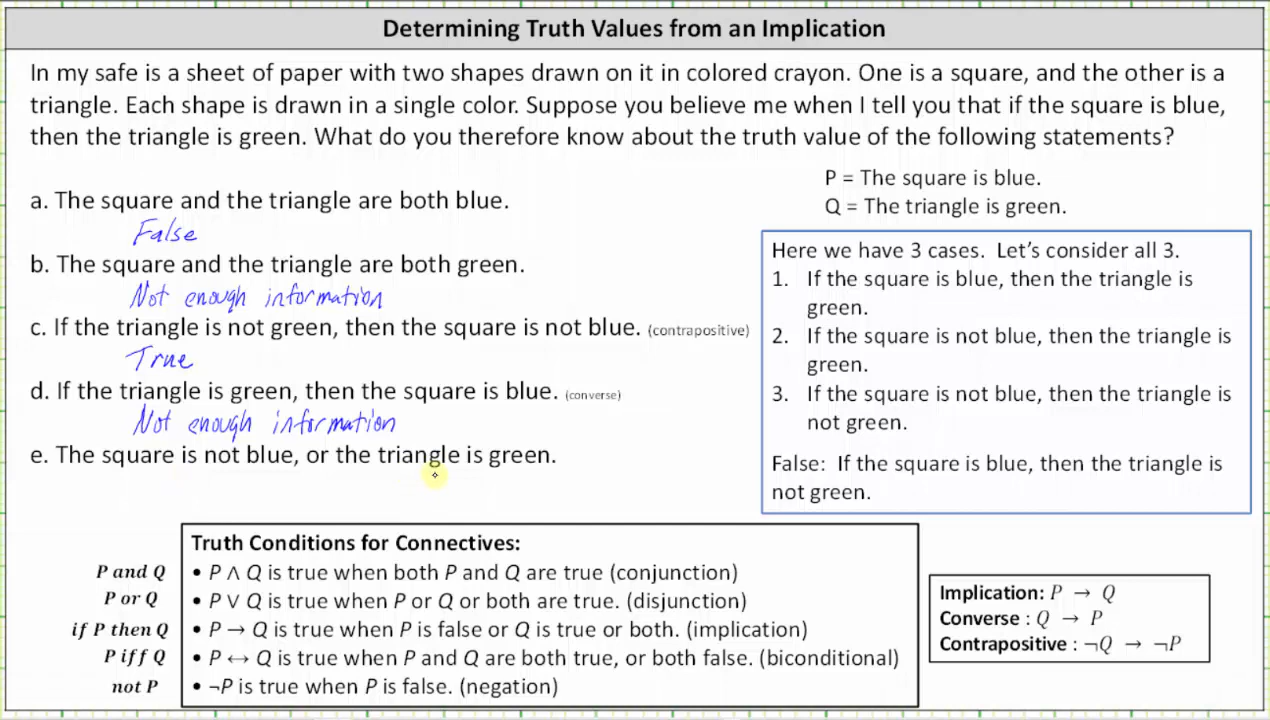 Determining Truth Values from an Implication
In my safe is a sheet of paper with two shapes drawn on it in colored crayon. One is a square, and the other is a
triangle. Each shape is drawn in a single color. Suppose you believe me when I tell you that if the square is blue,
then the triangle is green. What do you therefore know about the truth value of the following statements?
a. The square and the triangle are both blue.
False
b. The square and the triangle are both green.
Not enough information
c. If the triangle is not green, then the square is not blue. (contrapositive)
True
d. If the triangle is green, then the square is blue. (converse)
Not enough information
e. The square is not blue, or the triangle is green.
P = The square is blue.
Q = The triangle is green.
Here we have 3 cases. Let's consider all 3.
1. If the square is blue, then the triangle is
green.
2. If the square is not blue, then the triangle is
green.
3. If the square is not blue, then the triangle is
not green.
False: If the square is blue, then the triangle is
not green.
Truth Conditions for Connectives:
P and Q • P ∧ Q is true when both P and Q are true (conjunction)
P or Q • P ∨ Q is true when P or Q or both are true. (disjunction)
if P then Q • P → Q is true when P is false or Q is true or both. (implication)
P iff Q • P ↔ Q is true when P and Q are both true, or both false. (biconditional)
not P • ¬P is true when P is false. (negation)
Implication: P → Q
Converse : Q → P
Contrapositive : ¬Q → ¬P